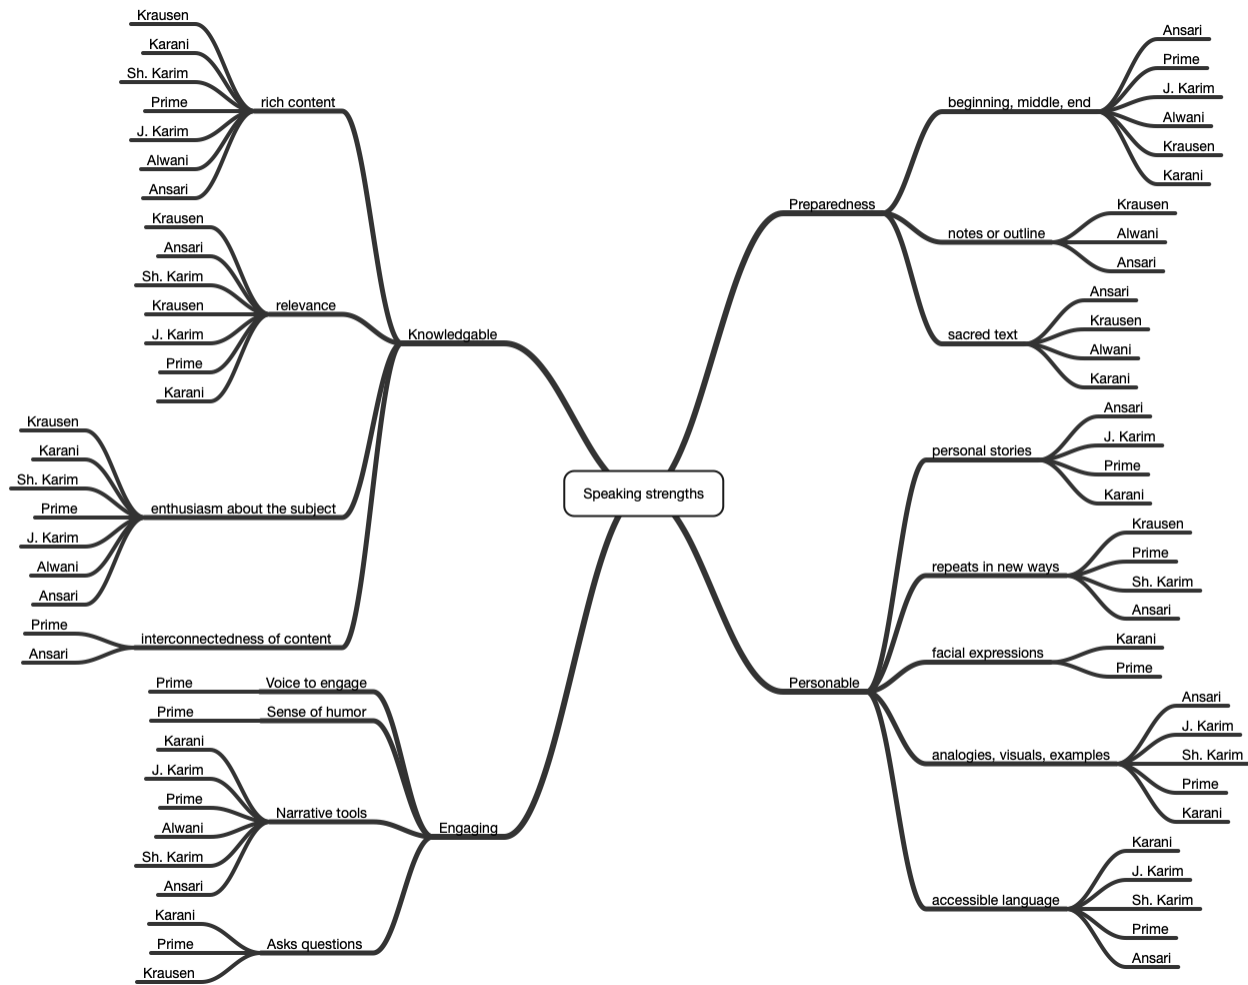 Speaking strengths
Knowledgable
rich content
Krausen
Karani
Sh. Karim
Prime
J. Karim
Alwani
Ansari
relevance
Krausen
Ansari
Sh. Karim
Krausen
J. Karim
Prime
Karani
enthusiasm about the subject
Krausen
Karani
Sh. Karim
Prime
J. Karim
Alwani
Ansari
interconnectedness of content
Prime
Ansari
Engaging
Voice to engage
Prime
Sense of humor
Prime
Narrative tools
Karani
J. Karim
Prime
Alwani
Sh. Karim
Ansari
Asks questions
Karani
Prime
Krausen
Preparedness
beginning, middle, end
Ansari
Prime
J. Karim
Alwani
Krausen
Karani
notes or outline
Krausen
Alwani
Ansari
sacred text
Ansari
Krausen
Alwani
Karani
Personable
personal stories
Ansari
J. Karim
Prime
Karani
repeats in new ways
Krausen
Prime
Sh. Karim
Ansari
facial expressions
Karani
Prime
analogies, visuals, examples
Ansari
J. Karim
Sh. Karim
Prime
Karani
accessible language
Karani
J. Karim
Sh. Karim
Prime
Ansari